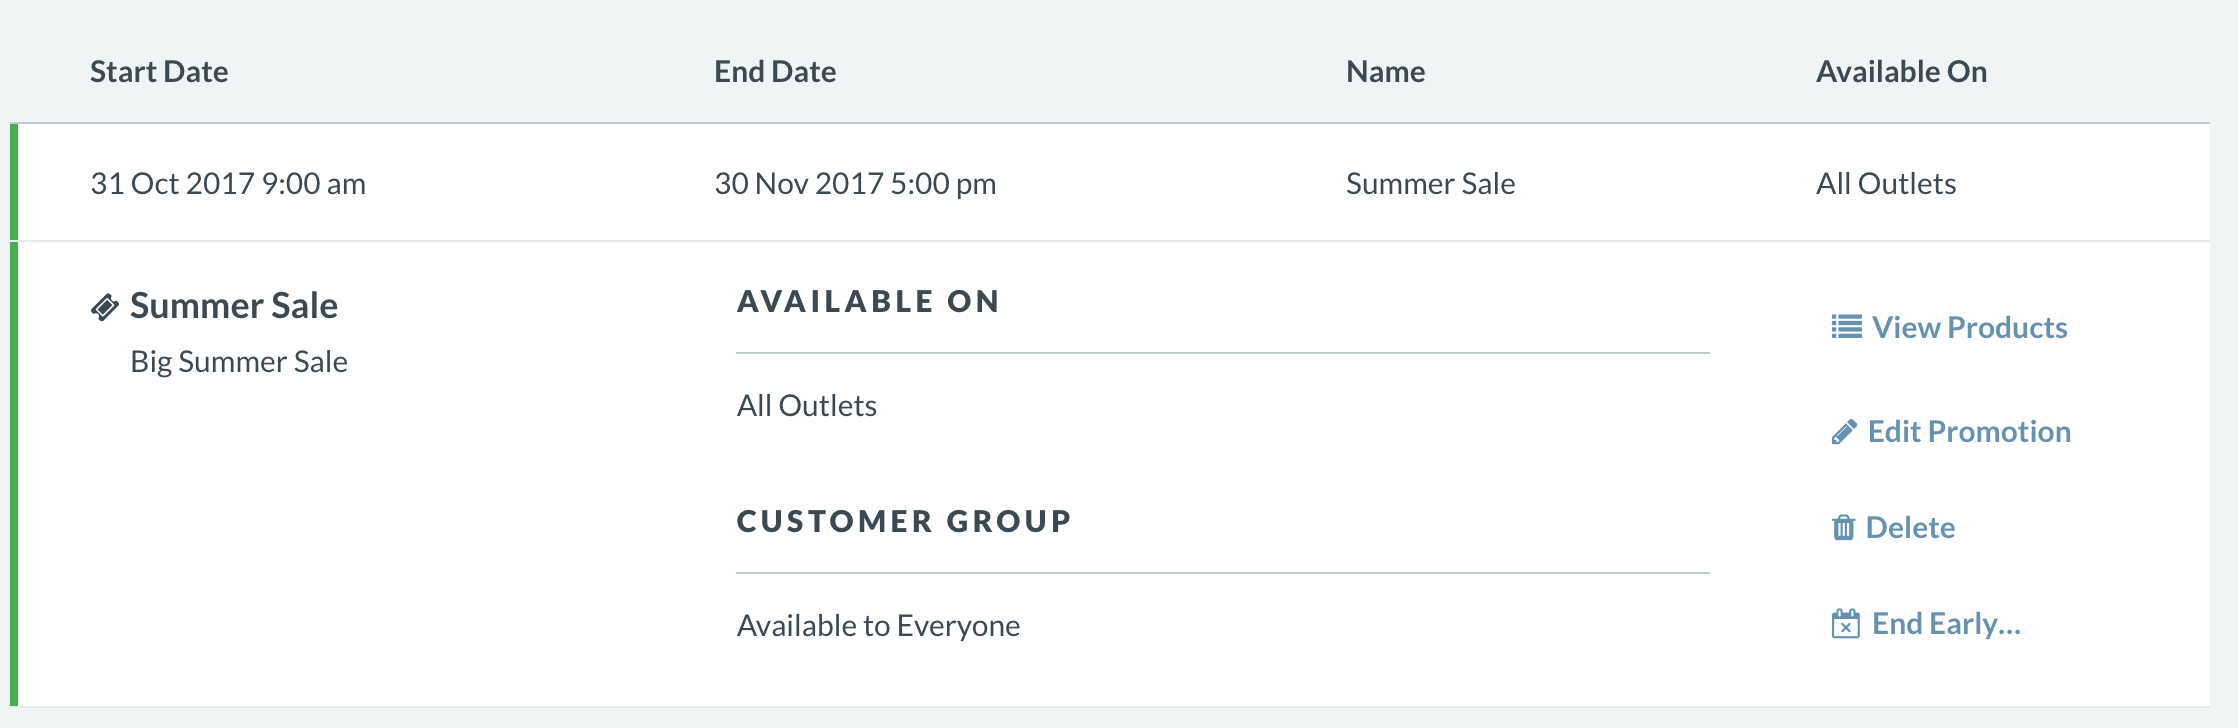 Start Date End Date Name Available On
31 Oct 2017 9:00 am 30 Nov 2017 5:00 pm Summer Sale All Outlets
Summer Sale
Big Summer Sale
AVAILABLE ON
All Outlets
CUSTOMER GROUP
Available to Everyone
View Products
Edit Promotion
Delete
End Early...